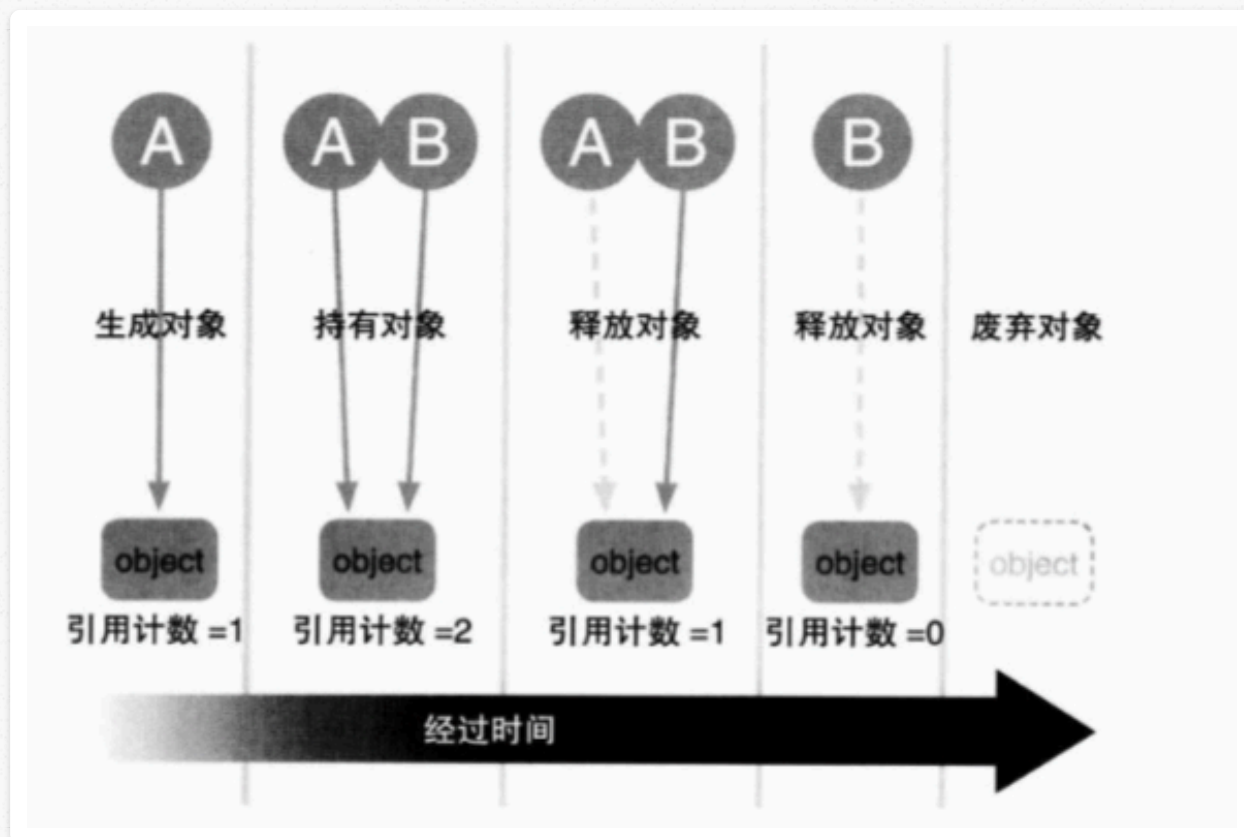 A
A B
A B
B
生成对象
持有对象
释放对象
释放对象
废弃对象
object
object
object
object
object
引用计数 =1
引用计数 =2
引用计数 =1
引用计数 =0
经过时间